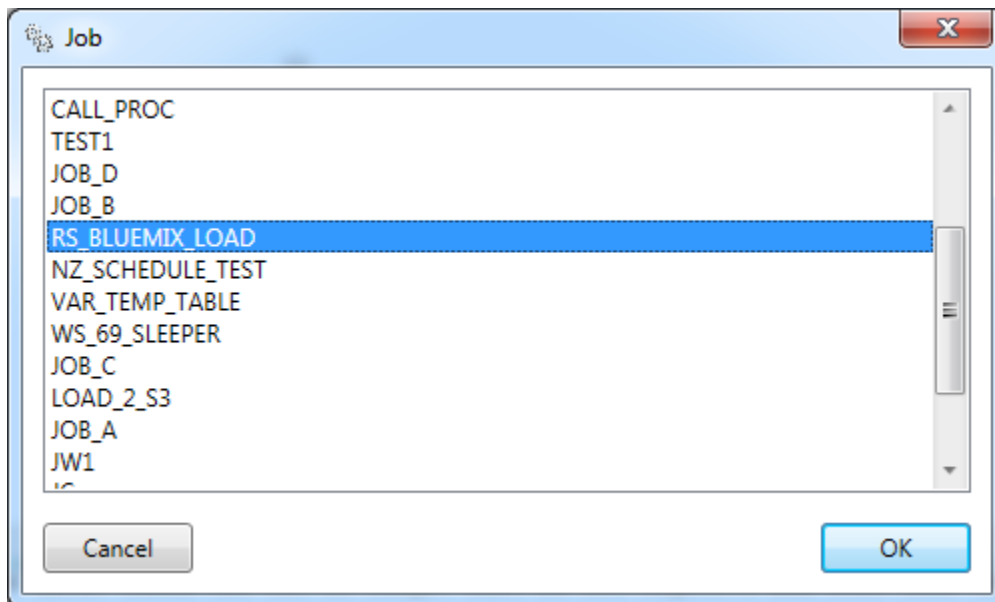 Job
CALL_PROC
TEST1
JOB_D
JOB_B
RS_BLUEMIX_LOAD
NZ_SCHEDULE_TEST
VAR_TEMP_TABLE
WS_69_SLEEPER
JOB_C
LOAD_2_S3
JOB_A
JW1
Cancel
OK